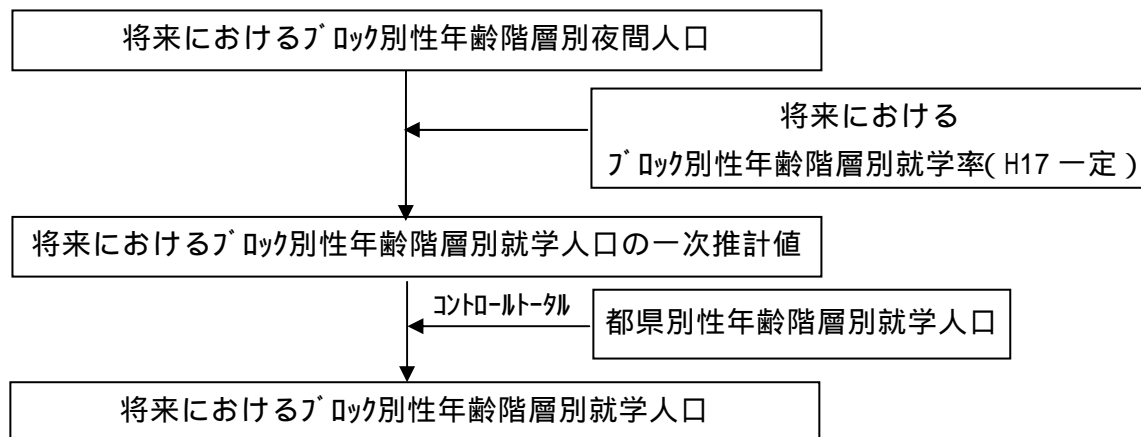 将来におけるブロック別性年齢階層別夜間人口
将来における
ブロック別性年齢階層別就学率(H17 一定)
将来におけるブロック別性年齢階層別就学人口の一次推計値
コントロールトータル
都県別性年齢階層別就学人口
将来におけるブロック別性年齢階層別就学人口